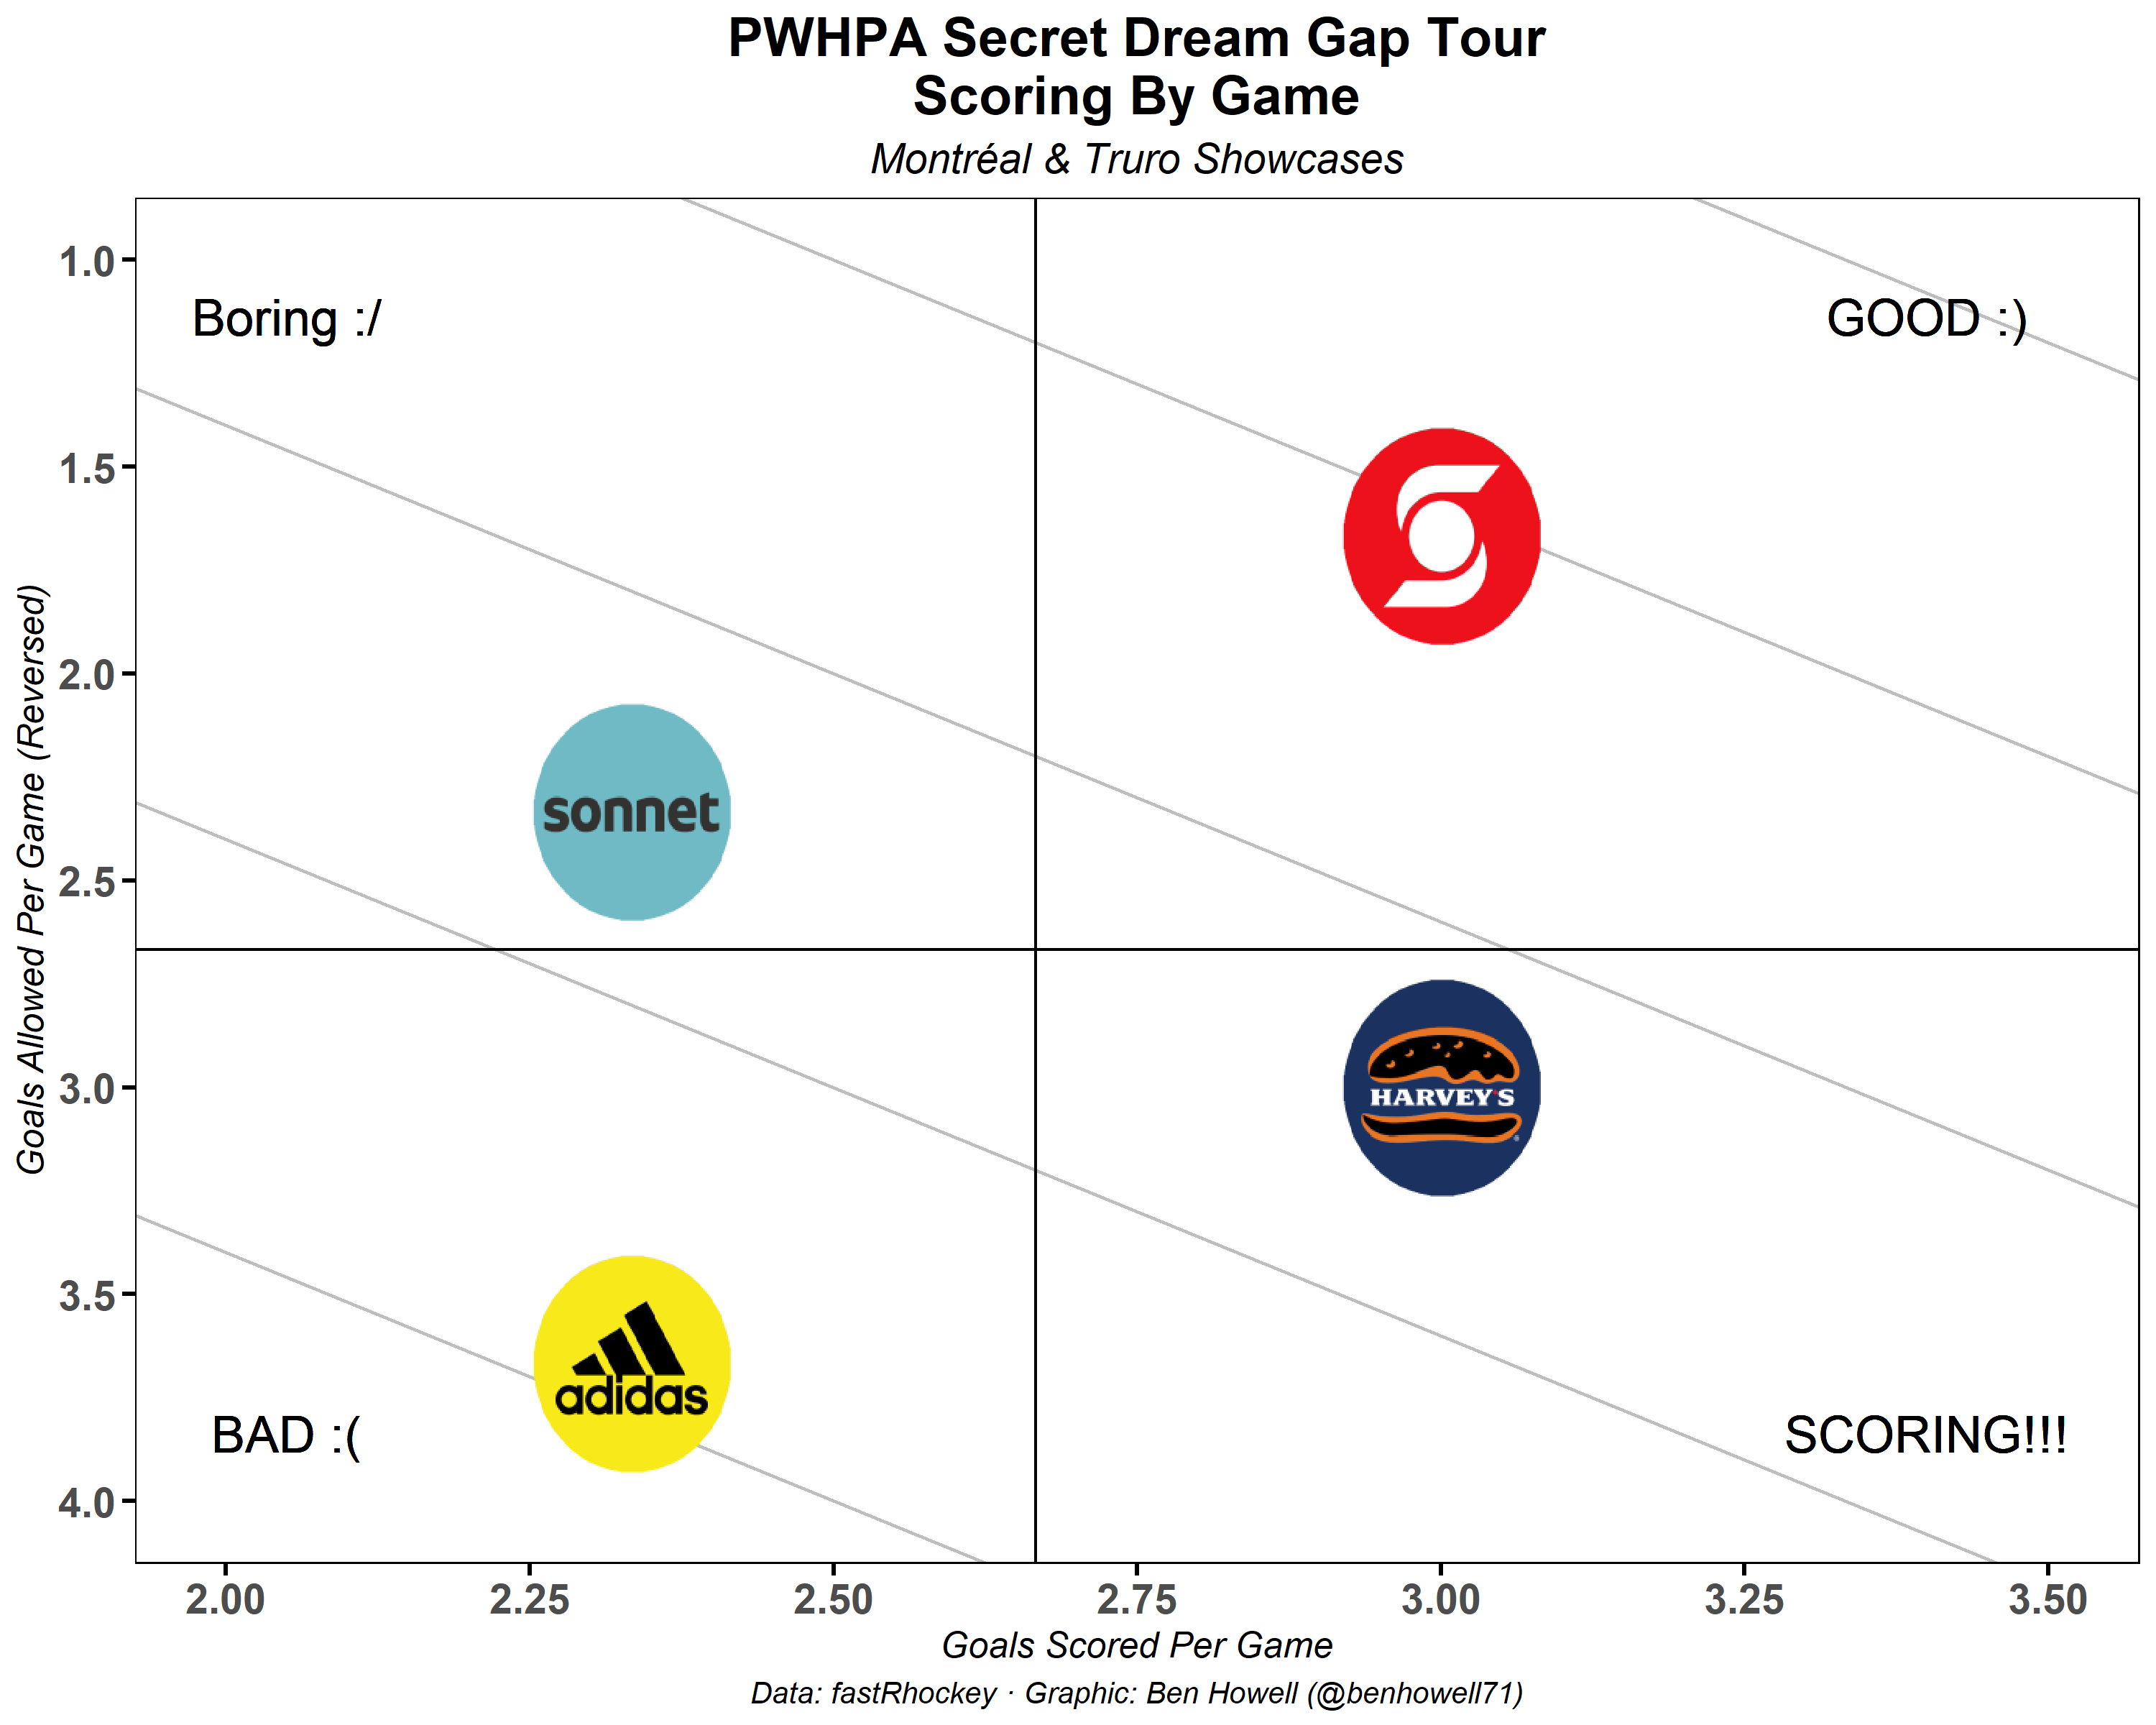 PWHPA Secret Dream Gap Tour
Scoring By Game
Montréal & Truro Showcases
Goals Allowed Per Game (Reversed)
1.0
1.5
2.0
2.5
3.0
3.5
4.0
Boring :/
GOOD :)
sonnet
HARVEY'S
adidas
BAD :(
SCORING!!!
2.00 2.25 2.50 2.75 3.00 3.25 3.50
Goals Scored Per Game
Data: fastRhockey · Graphic: Ben Howell (@benhowell71)